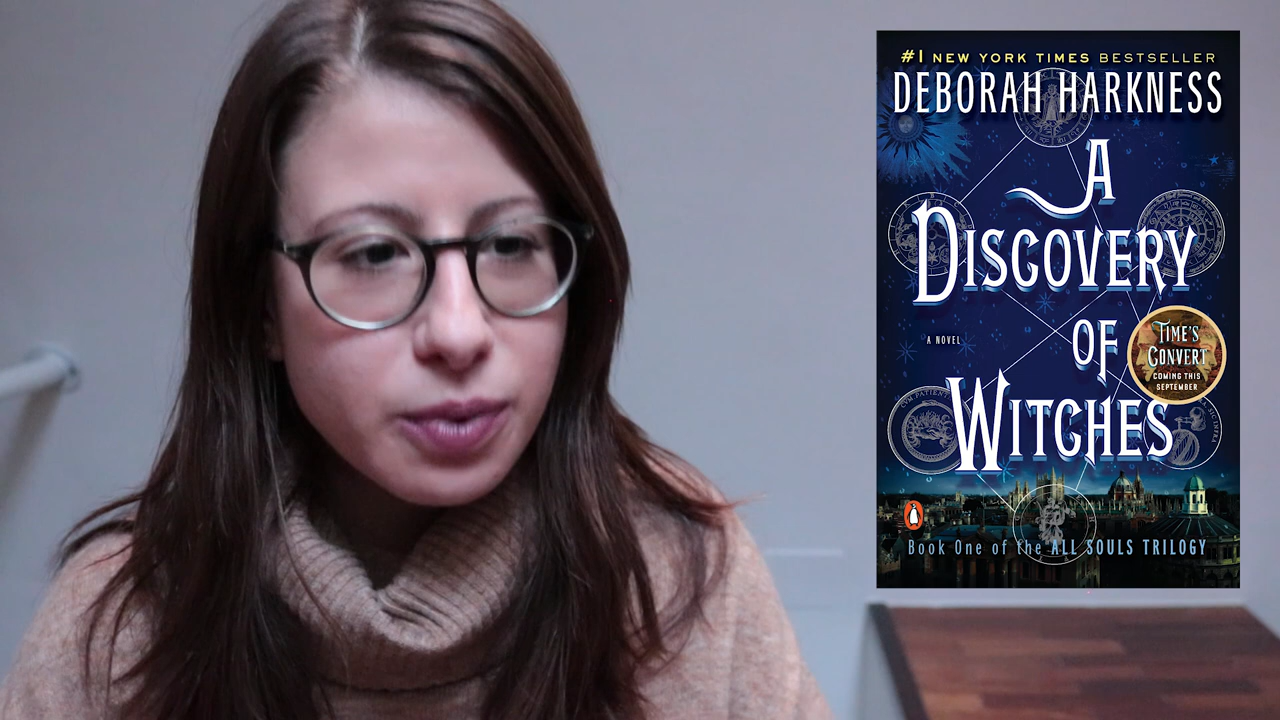 #1 NEW YORK TIMES BESTSELLER
DEBORAH HARKNESS
A
DISCOVERY
OF
WITCHES
A NOVEL
TIME'S
CONVERT
COMING THIS
SEPTEMBER
Book One of the ALL SOULS TRILOGY